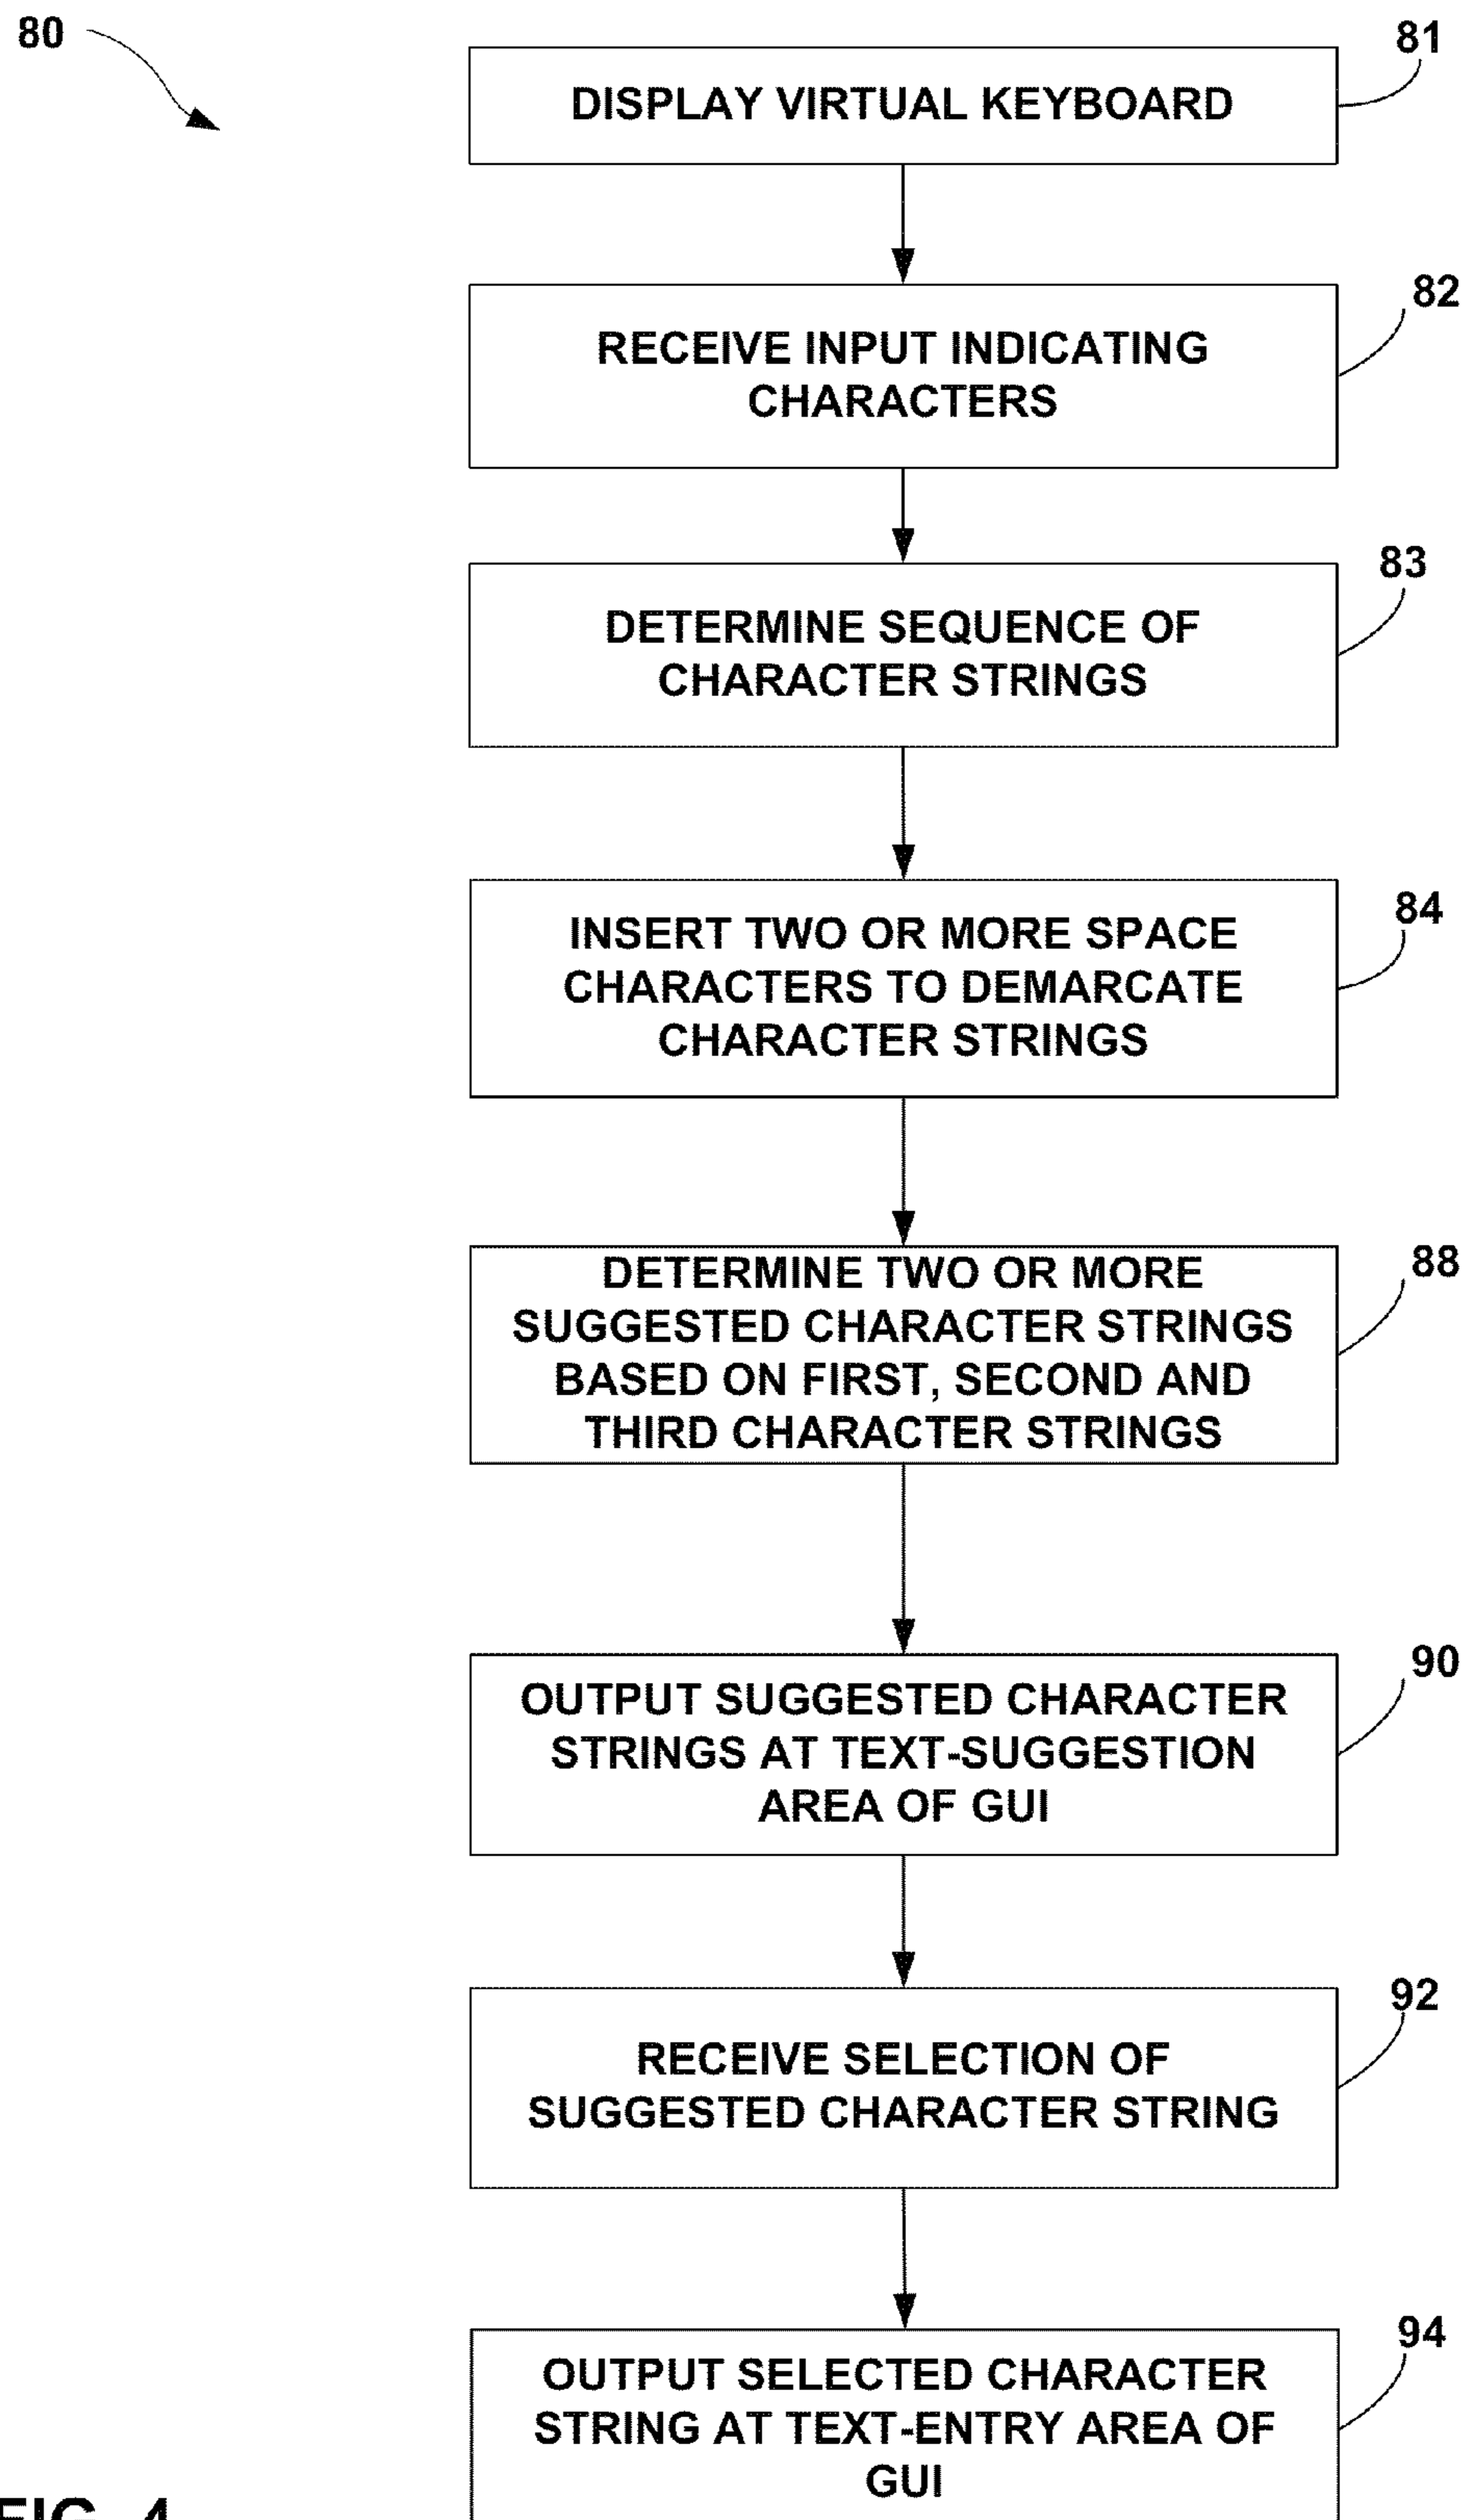 80
81
DISPLAY VIRTUAL KEYBOARD
82
RECEIVE INPUT INDICATING
CHARACTERS
83
DETERMINE SEQUENCE OF
CHARACTER STRINGS
84
INSERT TWO OR MORE SPACE
CHARACTERS TO DEMARCATE
CHARACTER STRINGS
88
DETERMINE TWO OR MORE
SUGGESTED CHARACTER STRINGS
BASED ON FIRST, SECOND AND
THIRD CHARACTER STRINGS
90
OUTPUT SUGGESTED CHARACTER
STRINGS AT TEXT-SUGGESTION
AREA OF GUI
92
RECEIVE SELECTION OF
SUGGESTED CHARACTER STRING
94
OUTPUT SELECTED CHARACTER
STRING AT TEXT-ENTRY AREA OF
GUI
FIG. 4